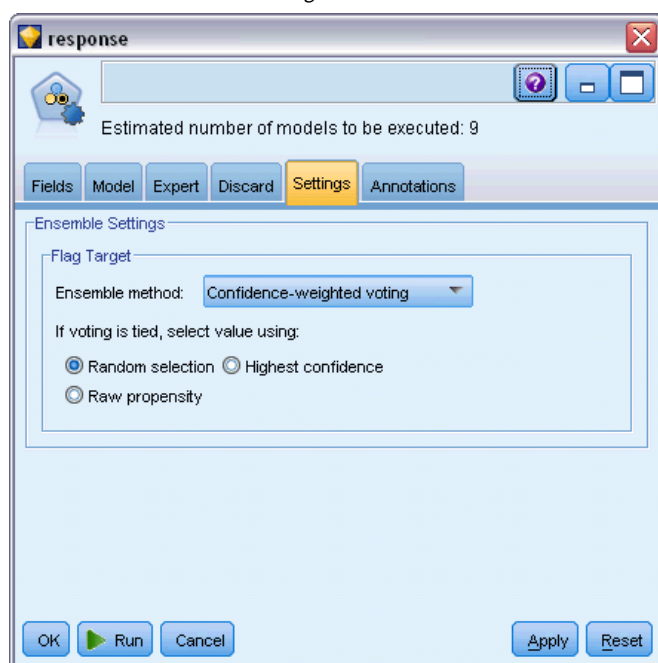 response
Estimated number of models to be executed: 9
Fields Model Expert Discard Settings Annotations
Ensemble Settings
Flag Target
Ensemble method: Confidence-weighted voting
If voting is tied, select value using:
Random selection Highest confidence
Raw propensity
OK Run Cancel Apply Reset